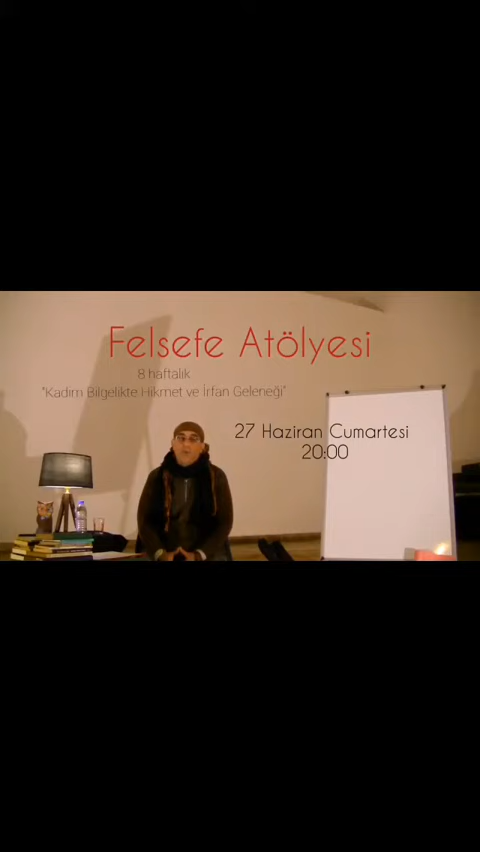 Felsefe Atölyesi
8 haftalık
"Kadim Bilgelikte Hikmet ve İrfan Geleneği"
27 Haziran Cumartesi
20:00